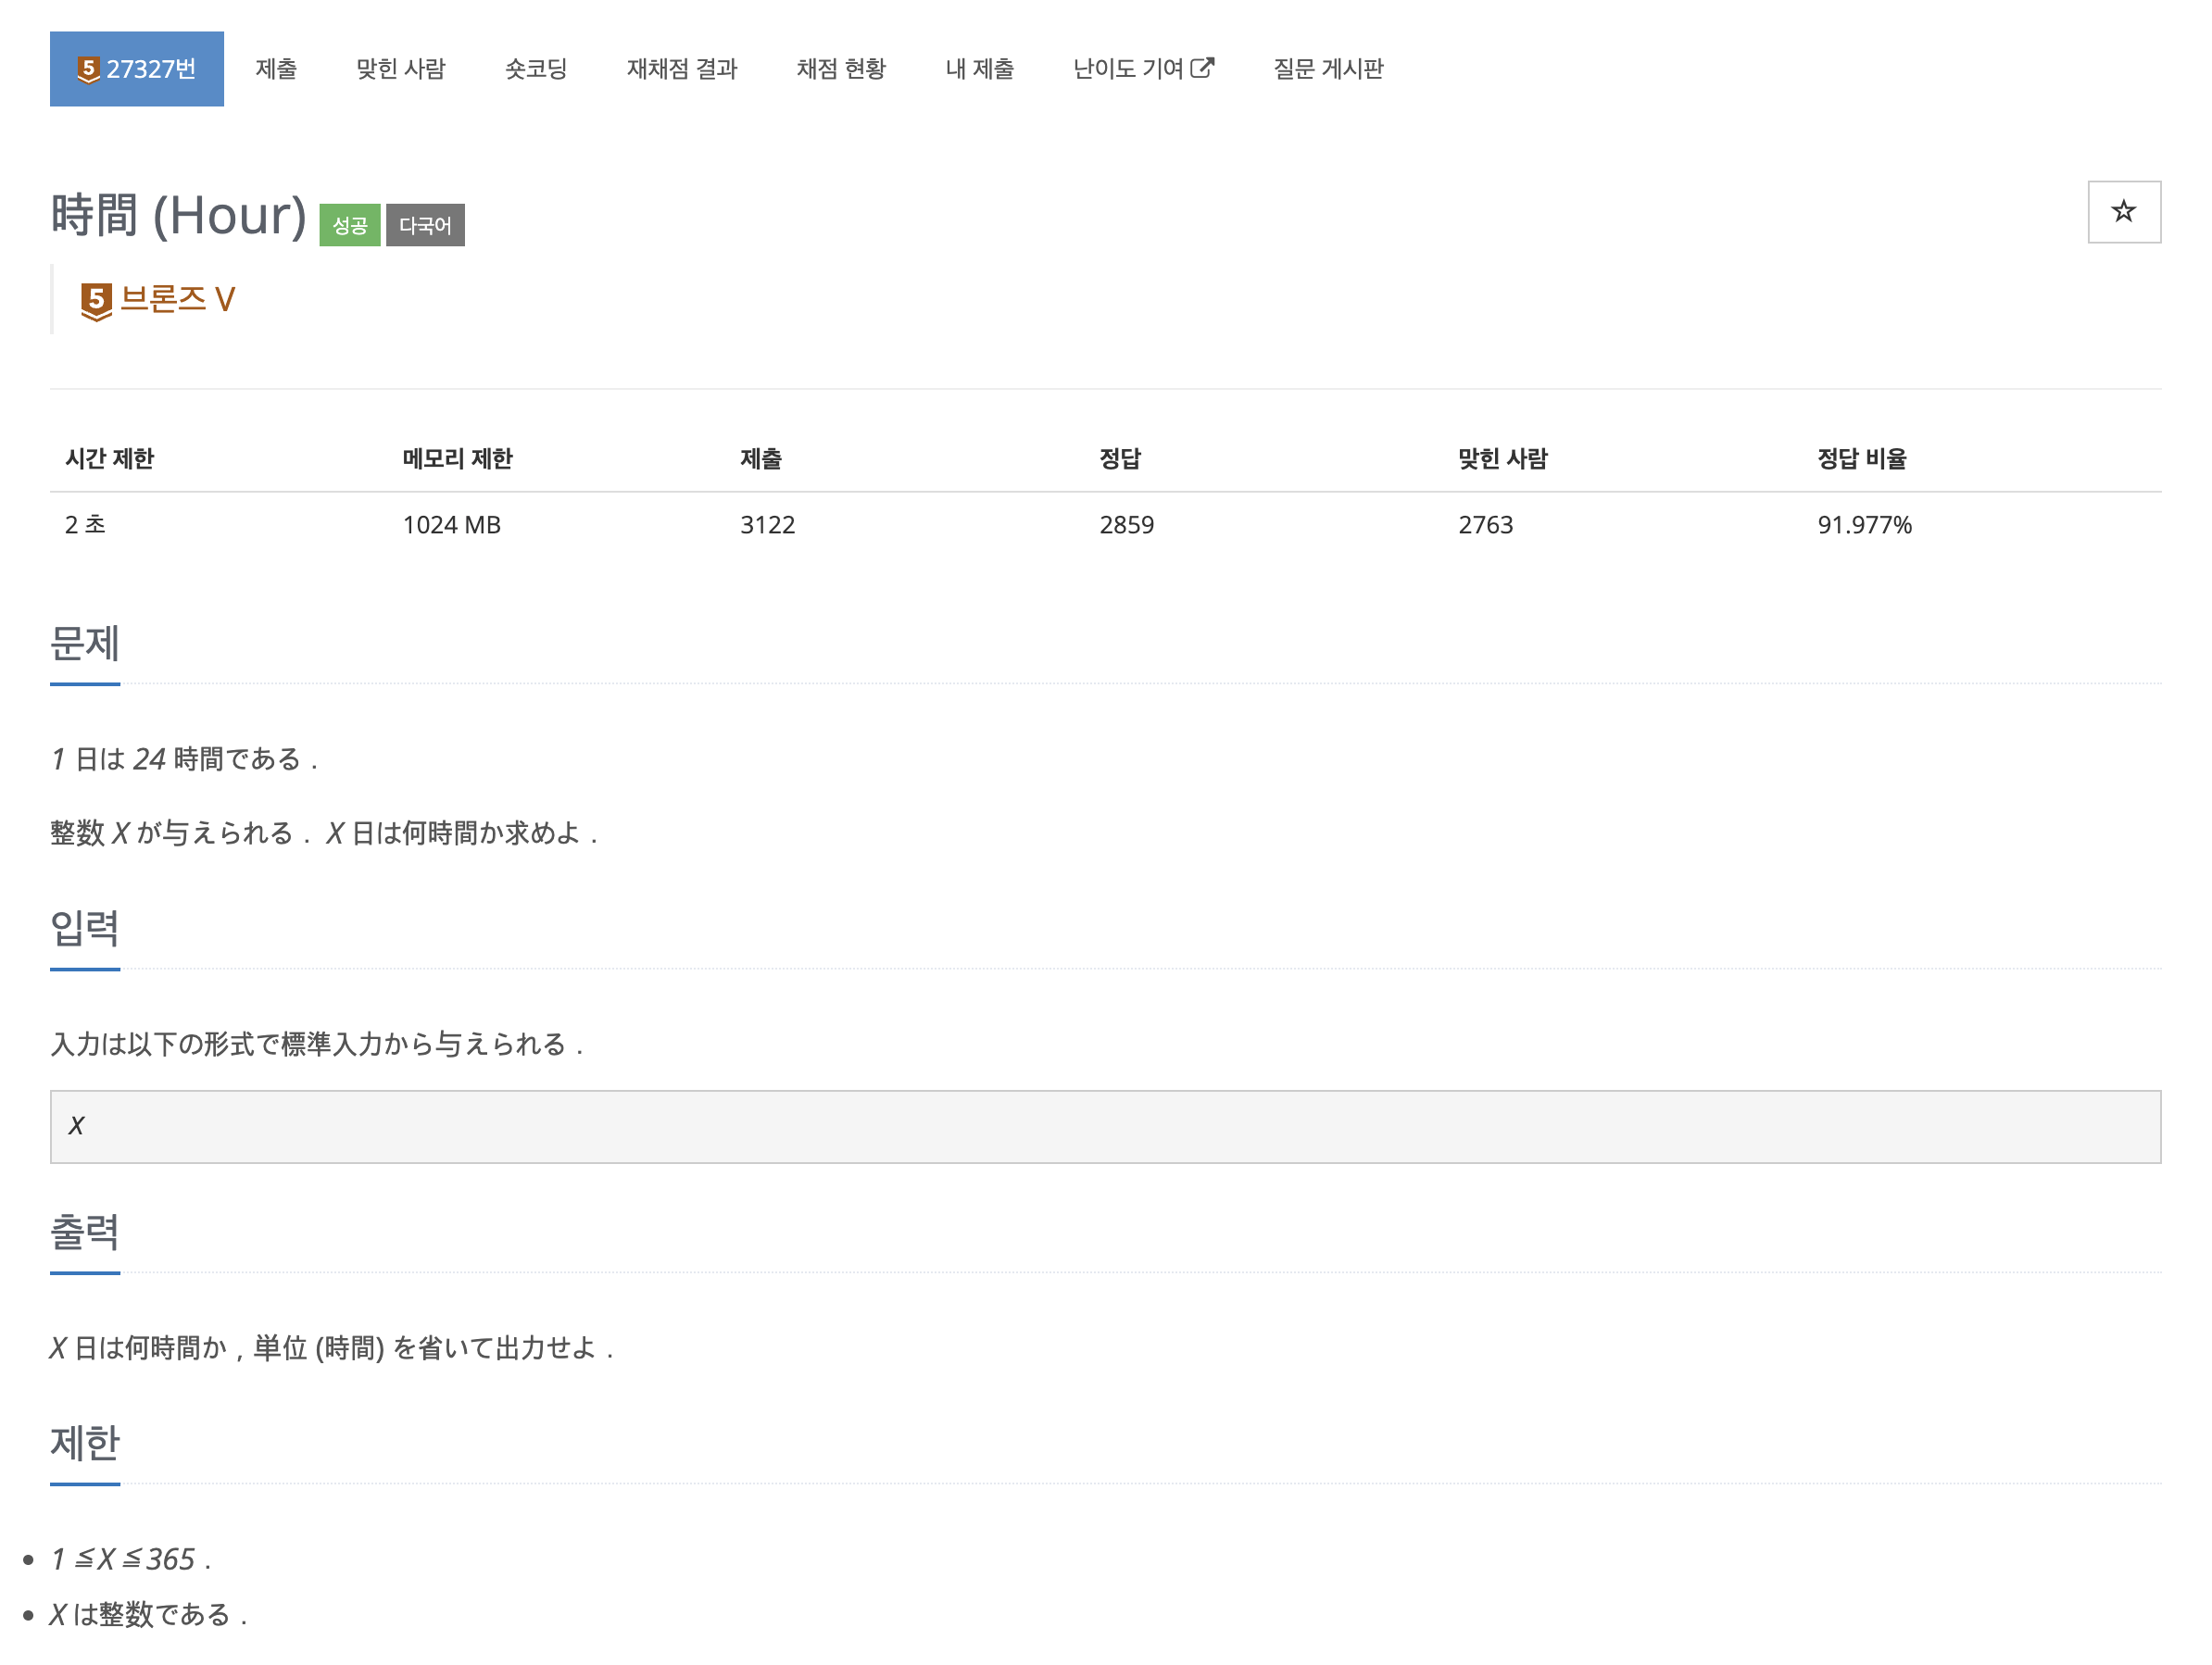 5 27327번 제출 맞힌 사람 숏코딩 재채점 결과 채점 현황 내 제출 난이도 기여 질문 게시판
時間 (Hour) 성공 다국어
5 브론즈 V
시간 제한 메모리 제한 제출 정답 맞힌 사람 정답 비율
2 초 1024 MB 3122 2859 2763 91.977%
문제
1 日は 24 時間である．
整数 X が与えられる． X 日は何時間か求めよ．
입력
入力は以下の形式で標準入力から与えられる．
X
출력
X 日は何時間か，単位 (時間) を省いて出力せよ．
제한
1 ≦ X ≦ 365．
X は整数である．